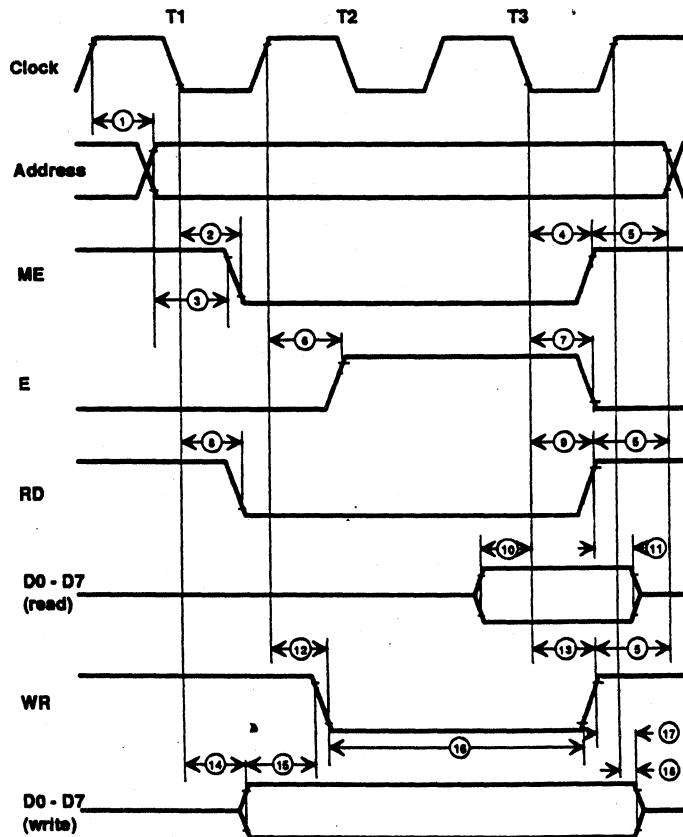 T1 T2 T3
Clock
1
Address
2 4 5
ME
3
6 7
E
8 9 5
RD
10 11
D0 - D7
(read)
12 13 5
WR
17
16
14 15 18
D0 - D7
(write)